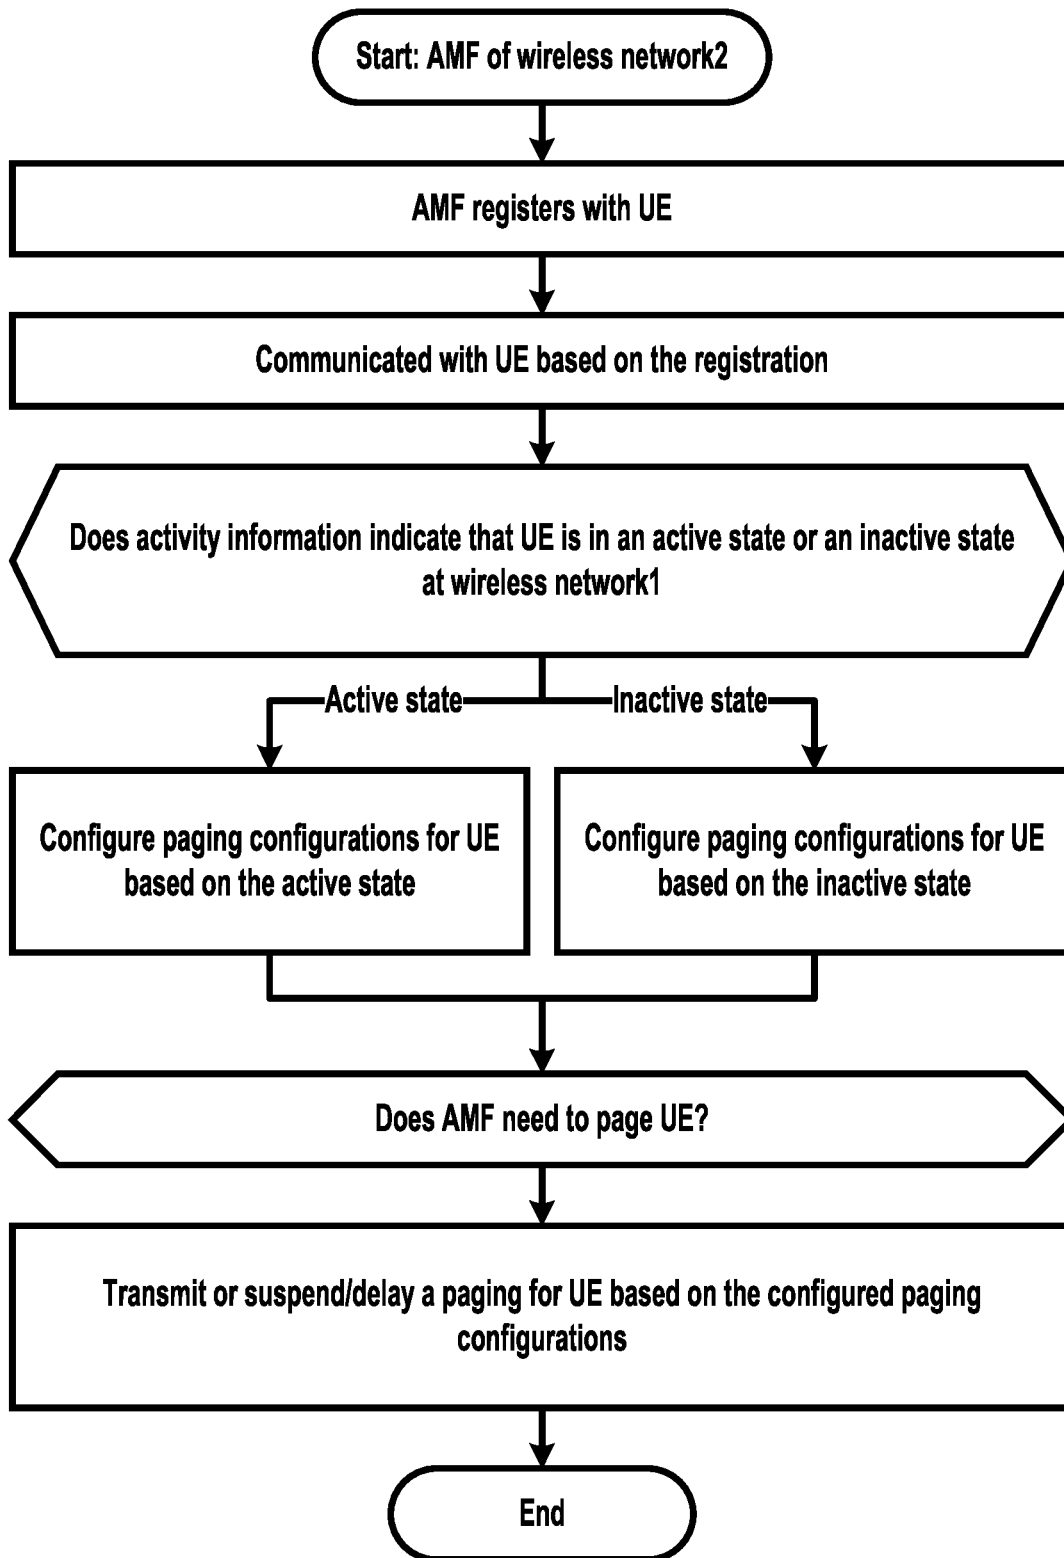 Start: AMF of wireless network2
AMF registers with UE
Communicated with UE based on the registration
Does activity information indicate that UE is in an active state or an inactive state
at wireless network1
Active state
Inactive state
Configure paging configurations for UE
based on the active state
Configure paging configurations for UE
based on the inactive state
Does AMF need to page UE?
Transmit or suspend/delay a paging for UE based on the configured paging
configurations
End